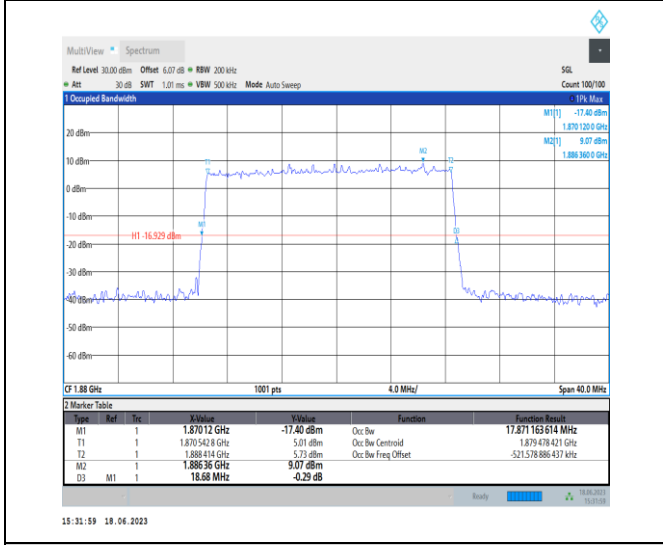 MultiView Spectrum
Ref Level 30.00 dBm Offset 6.07 dB RBW 200 kHz SGL
Att 30 dB SWT 1.01 ms VBW 500 kHz Mode Auto Sweep Count 100/100
1 Occupied Bandwidth 1Pk Max
M1[1] -17.40 dBm
1.870 120 0 GHz
M2[1] 9.07 dBm
1.886 360 0 GHz
20 dBm
M2
10 dBm
T1 T2
0 dBm
-10 dBm
M1
D3
H1 -16.929 dBm
-20 dBm
-30 dBm
-40 dBm
-50 dBm
-60 dBm
CF 1.88 GHz 1001 pts 4.0 MHz/ Span 40.0 MHz
2 Marker Table
Type Ref Trc X-Value Y-Value Function Function Result
M1 1 1.87012 GHz -17.40 dBm Occ Bw 17.871 163 614 MHz
T1 1 1.870 542 8 GHz 5.01 dBm Occ Bw Centroid 1.879 478 421 GHz
T2 1 1.888 414 GHz 5.73 dBm Occ Bw Freq Offset -521.578 886 437 kHz
M2 1 1.88636 GHz 9.07 dBm
D3 M1 1 18.68 MHz -0.29 dB
Ready 18.06.2023
15:31:59
15:31:59 18.06.2023